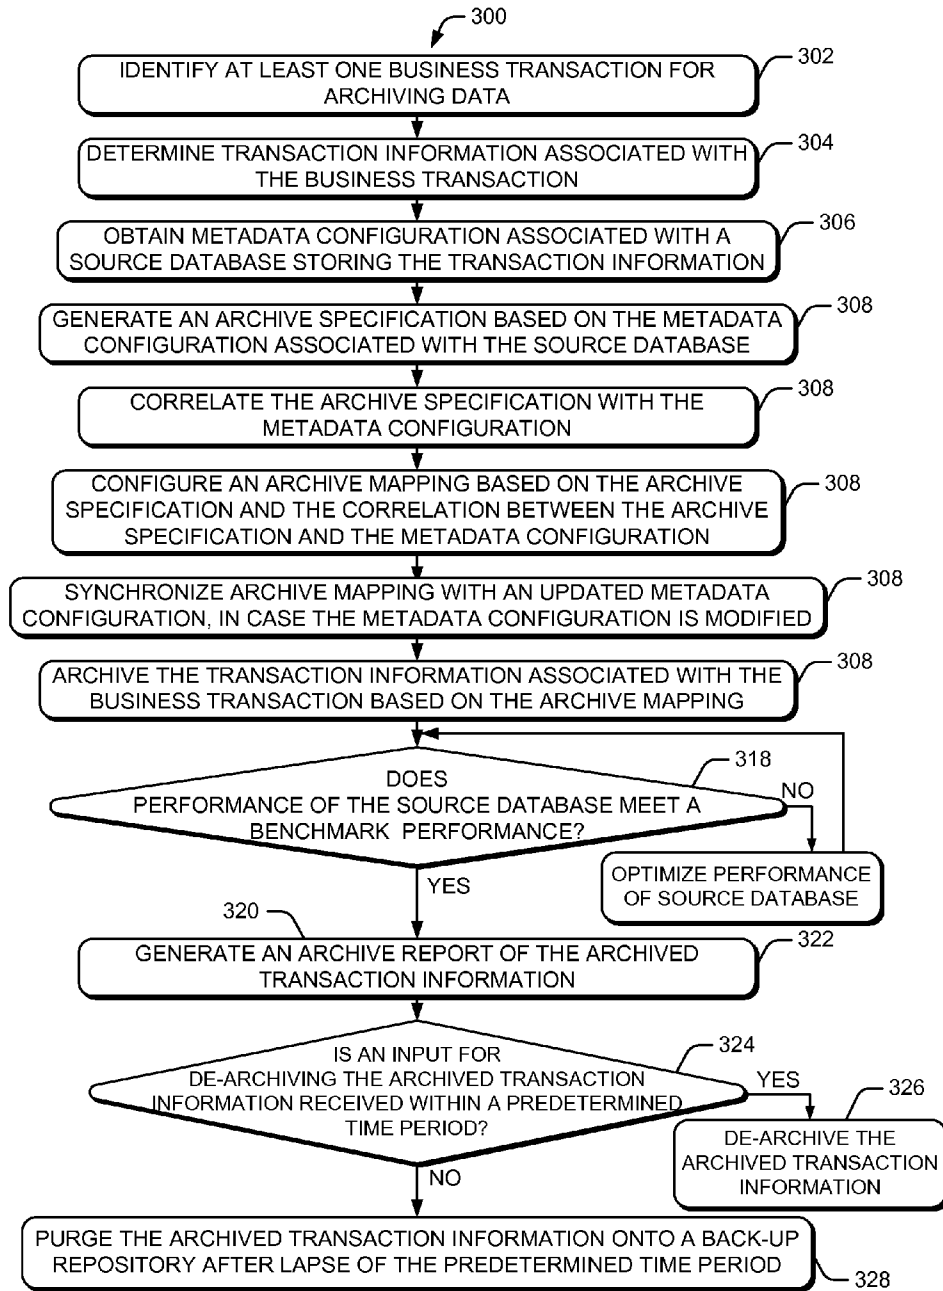 300
IDENTIFY AT LEAST ONE BUSINESS TRANSACTION FOR
ARCHIVING DATA
302
DETERMINE TRANSACTION INFORMATION ASSOCIATED WITH
THE BUSINESS TRANSACTION
304
OBTAIN METADATA CONFIGURATION ASSOCIATED WITH A
SOURCE DATABASE STORING THE TRANSACTION INFORMATION
306
GENERATE AN ARCHIVE SPECIFICATION BASED ON THE METADATA
CONFIGURATION ASSOCIATED WITH THE SOURCE DATABASE
308
CORRELATE THE ARCHIVE SPECIFICATION WITH THE
METADATA CONFIGURATION
308
CONFIGURE AN ARCHIVE MAPPING BASED ON THE ARCHIVE
SPECIFICATION AND THE CORRELATION BETWEEN THE ARCHIVE
SPECIFICATION AND THE METADATA CONFIGURATION
308
SYNCHRONIZE ARCHIVE MAPPING WITH AN UPDATED METADATA
CONFIGURATION, IN CASE THE METADATA CONFIGURATION IS MODIFIED
308
ARCHIVE THE TRANSACTION INFORMATION ASSOCIATED WITH THE
BUSINESS TRANSACTION BASED ON THE ARCHIVE MAPPING
308
DOES
PERFORMANCE OF THE SOURCE DATABASE MEET A
BENCHMARK PERFORMANCE?
318
NO
OPTIMIZE PERFORMANCE
OF SOURCE DATABASE
YES
320
GENERATE AN ARCHIVE REPORT OF THE ARCHIVED
TRANSACTION INFORMATION
322
IS AN INPUT FOR
DE-ARCHIVING THE ARCHIVED TRANSACTION
INFORMATION RECEIVED WITHIN A PREDETERMINED
TIME PERIOD?
324
YES
326
DE-ARCHIVE THE
ARCHIVED TRANSACTION
INFORMATION
NO
PURGE THE ARCHIVED TRANSACTION INFORMATION ONTO A BACK-UP
REPOSITORY AFTER LAPSE OF THE PREDETERMINED TIME PERIOD
328